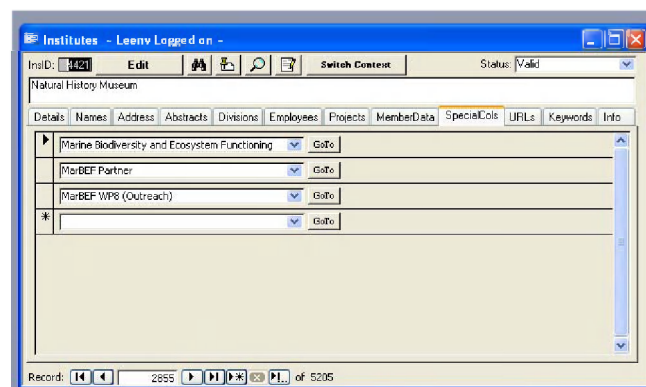 Institutes - Leenv Logged on -
InsID: 4421 Edit Switch Context Status: Valid
Natural History Museum
Details Names Address Abstracts Divisions Employees Projects MemberData SpecialCols URLs Keywords Info
Marine Biodiversity and Ecosystem Functioning GoTo
MarBEF Partner GoTo
MarBEF WP8 (Outreach) GoTo
GoTo
Record: 2855 of 5205